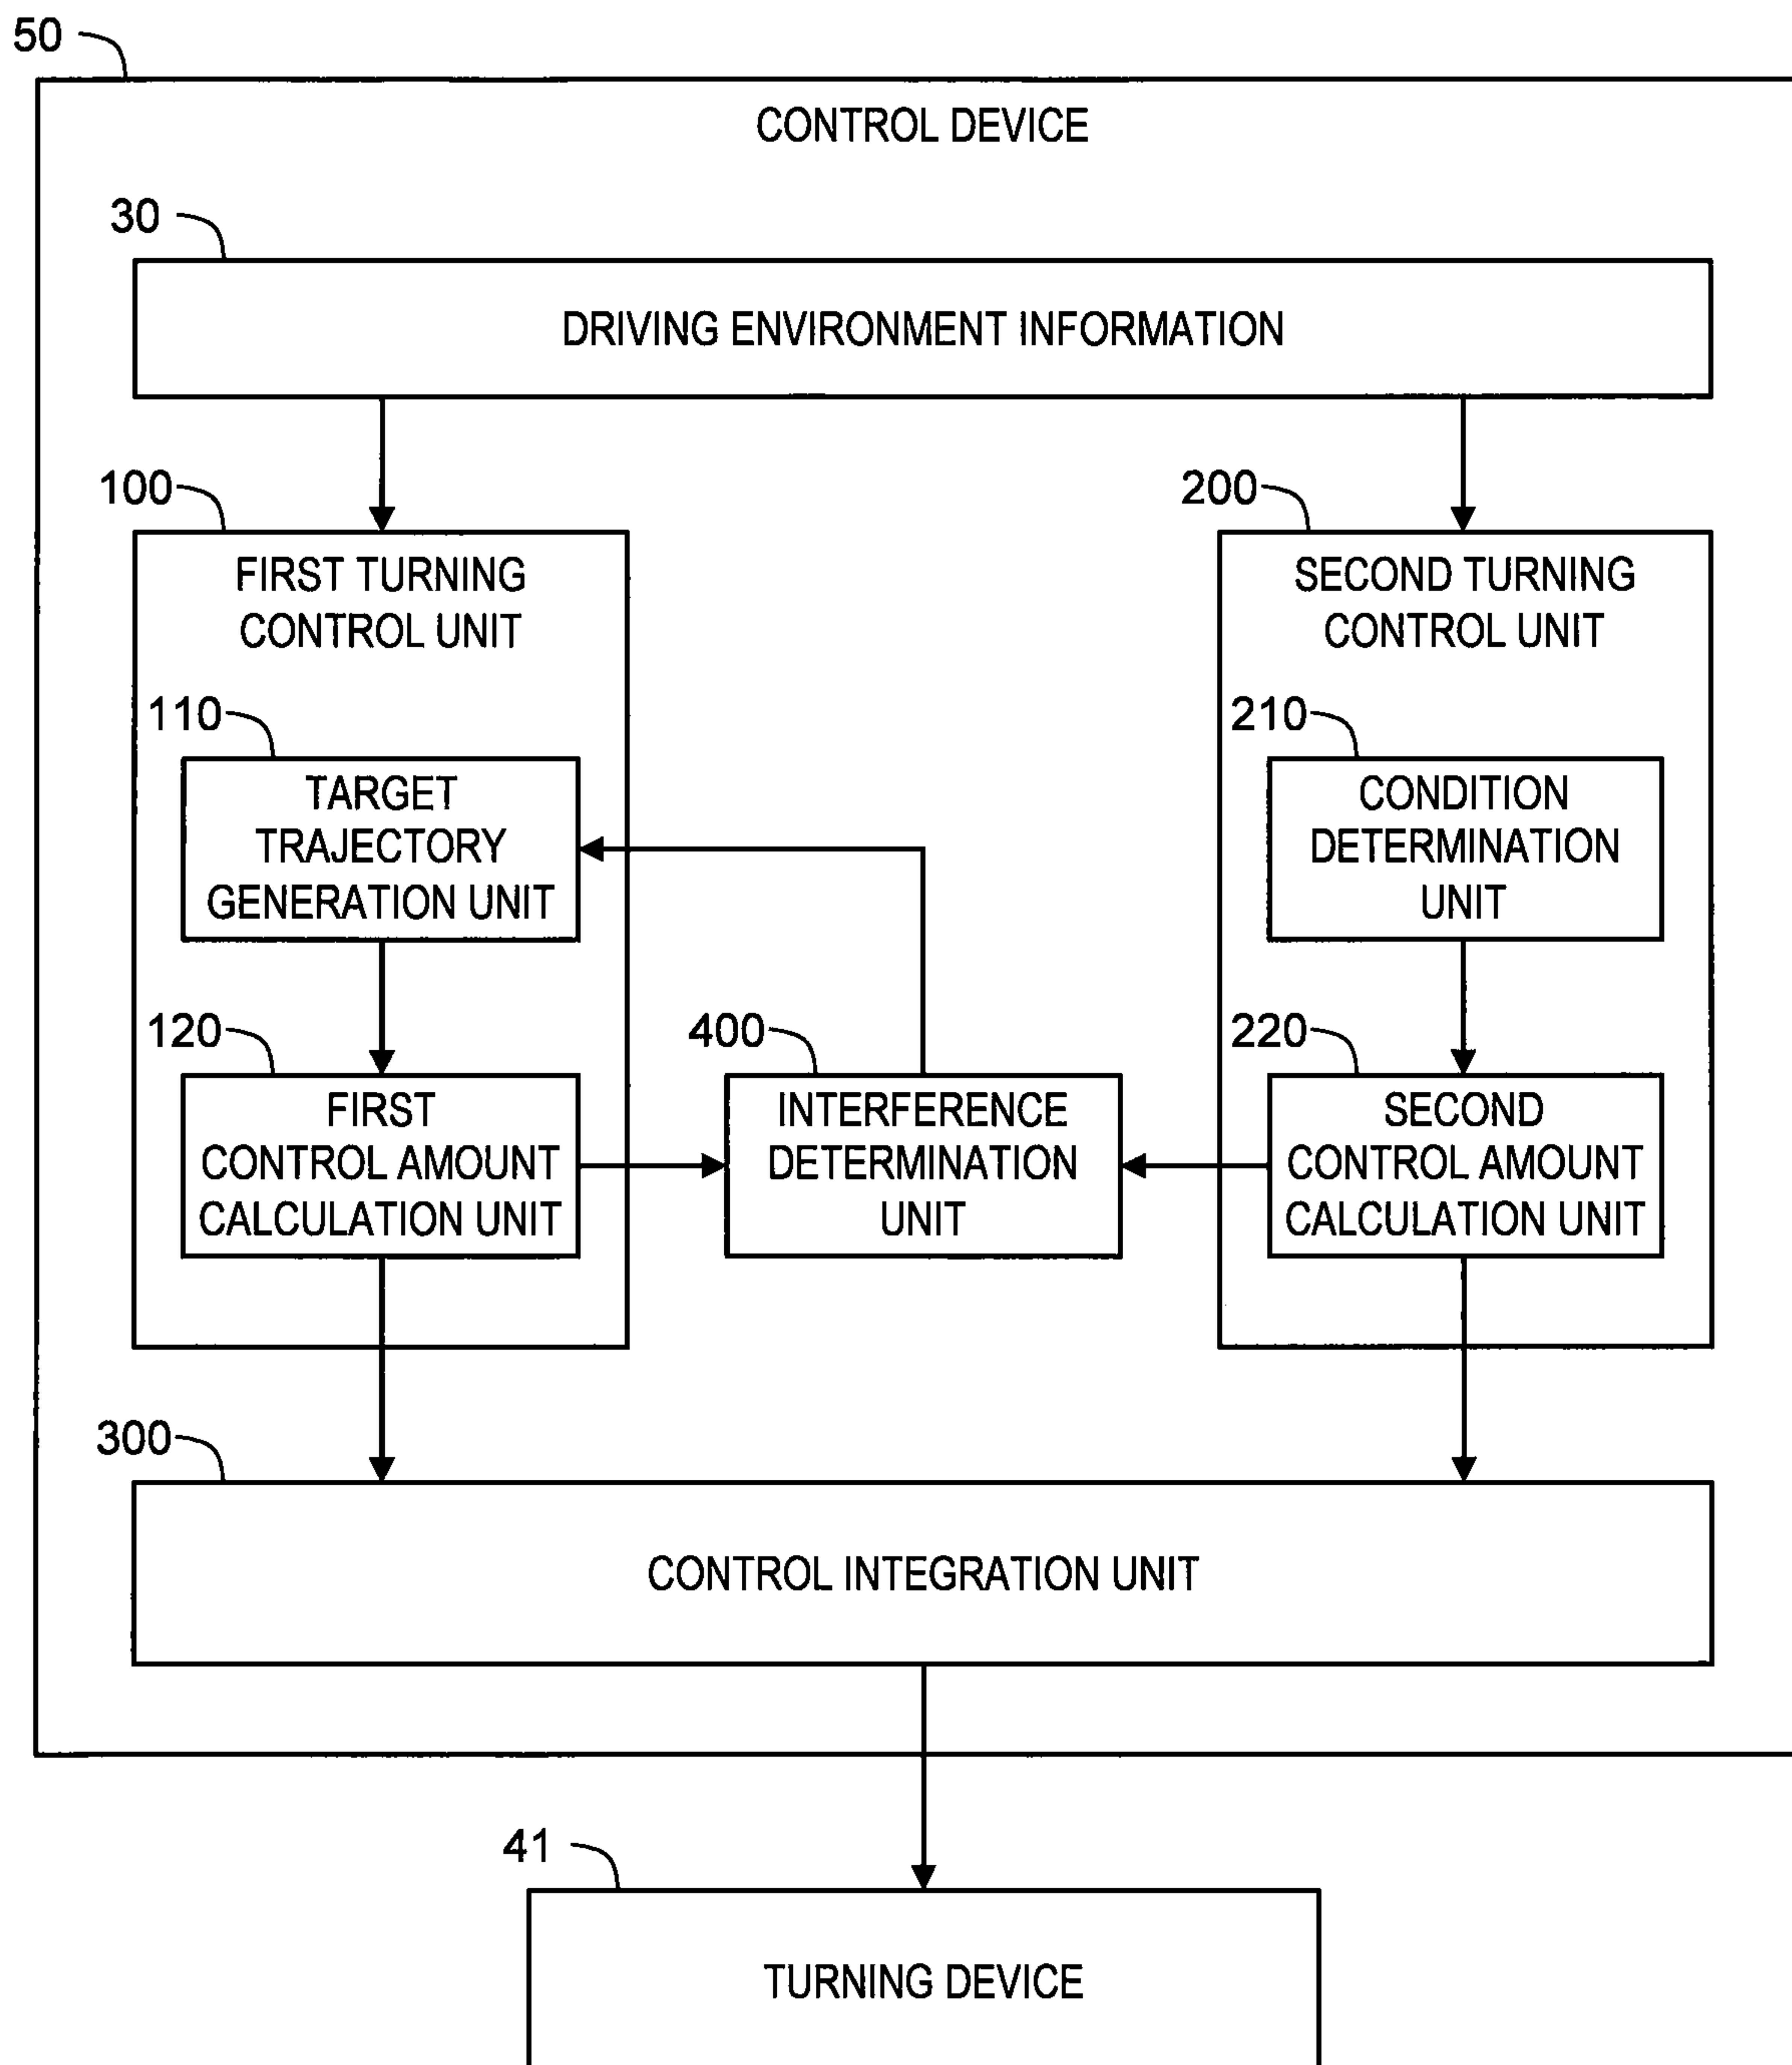 50
CONTROL DEVICE
30
DRIVING ENVIRONMENT INFORMATION
100
FIRST TURNING
CONTROL UNIT
200
SECOND TURNING
CONTROL UNIT
110
TARGET
TRAJECTORY
GENERATION UNIT
210
CONDITION
DETERMINATION
UNIT
120
FIRST
CONTROL AMOUNT
CALCULATION UNIT
400
INTERFERENCE
DETERMINATION
UNIT
220
SECOND
CONTROL AMOUNT
CALCULATION UNIT
300
CONTROL INTEGRATION UNIT
41
TURNING DEVICE